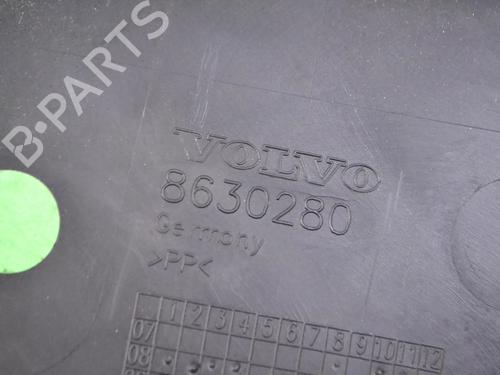 B-PARTS
VOLVO
8630280
Germany
>PP<
1 2 3 4 5 6 7 8 9 10 11 12
07
08
B-PARTS